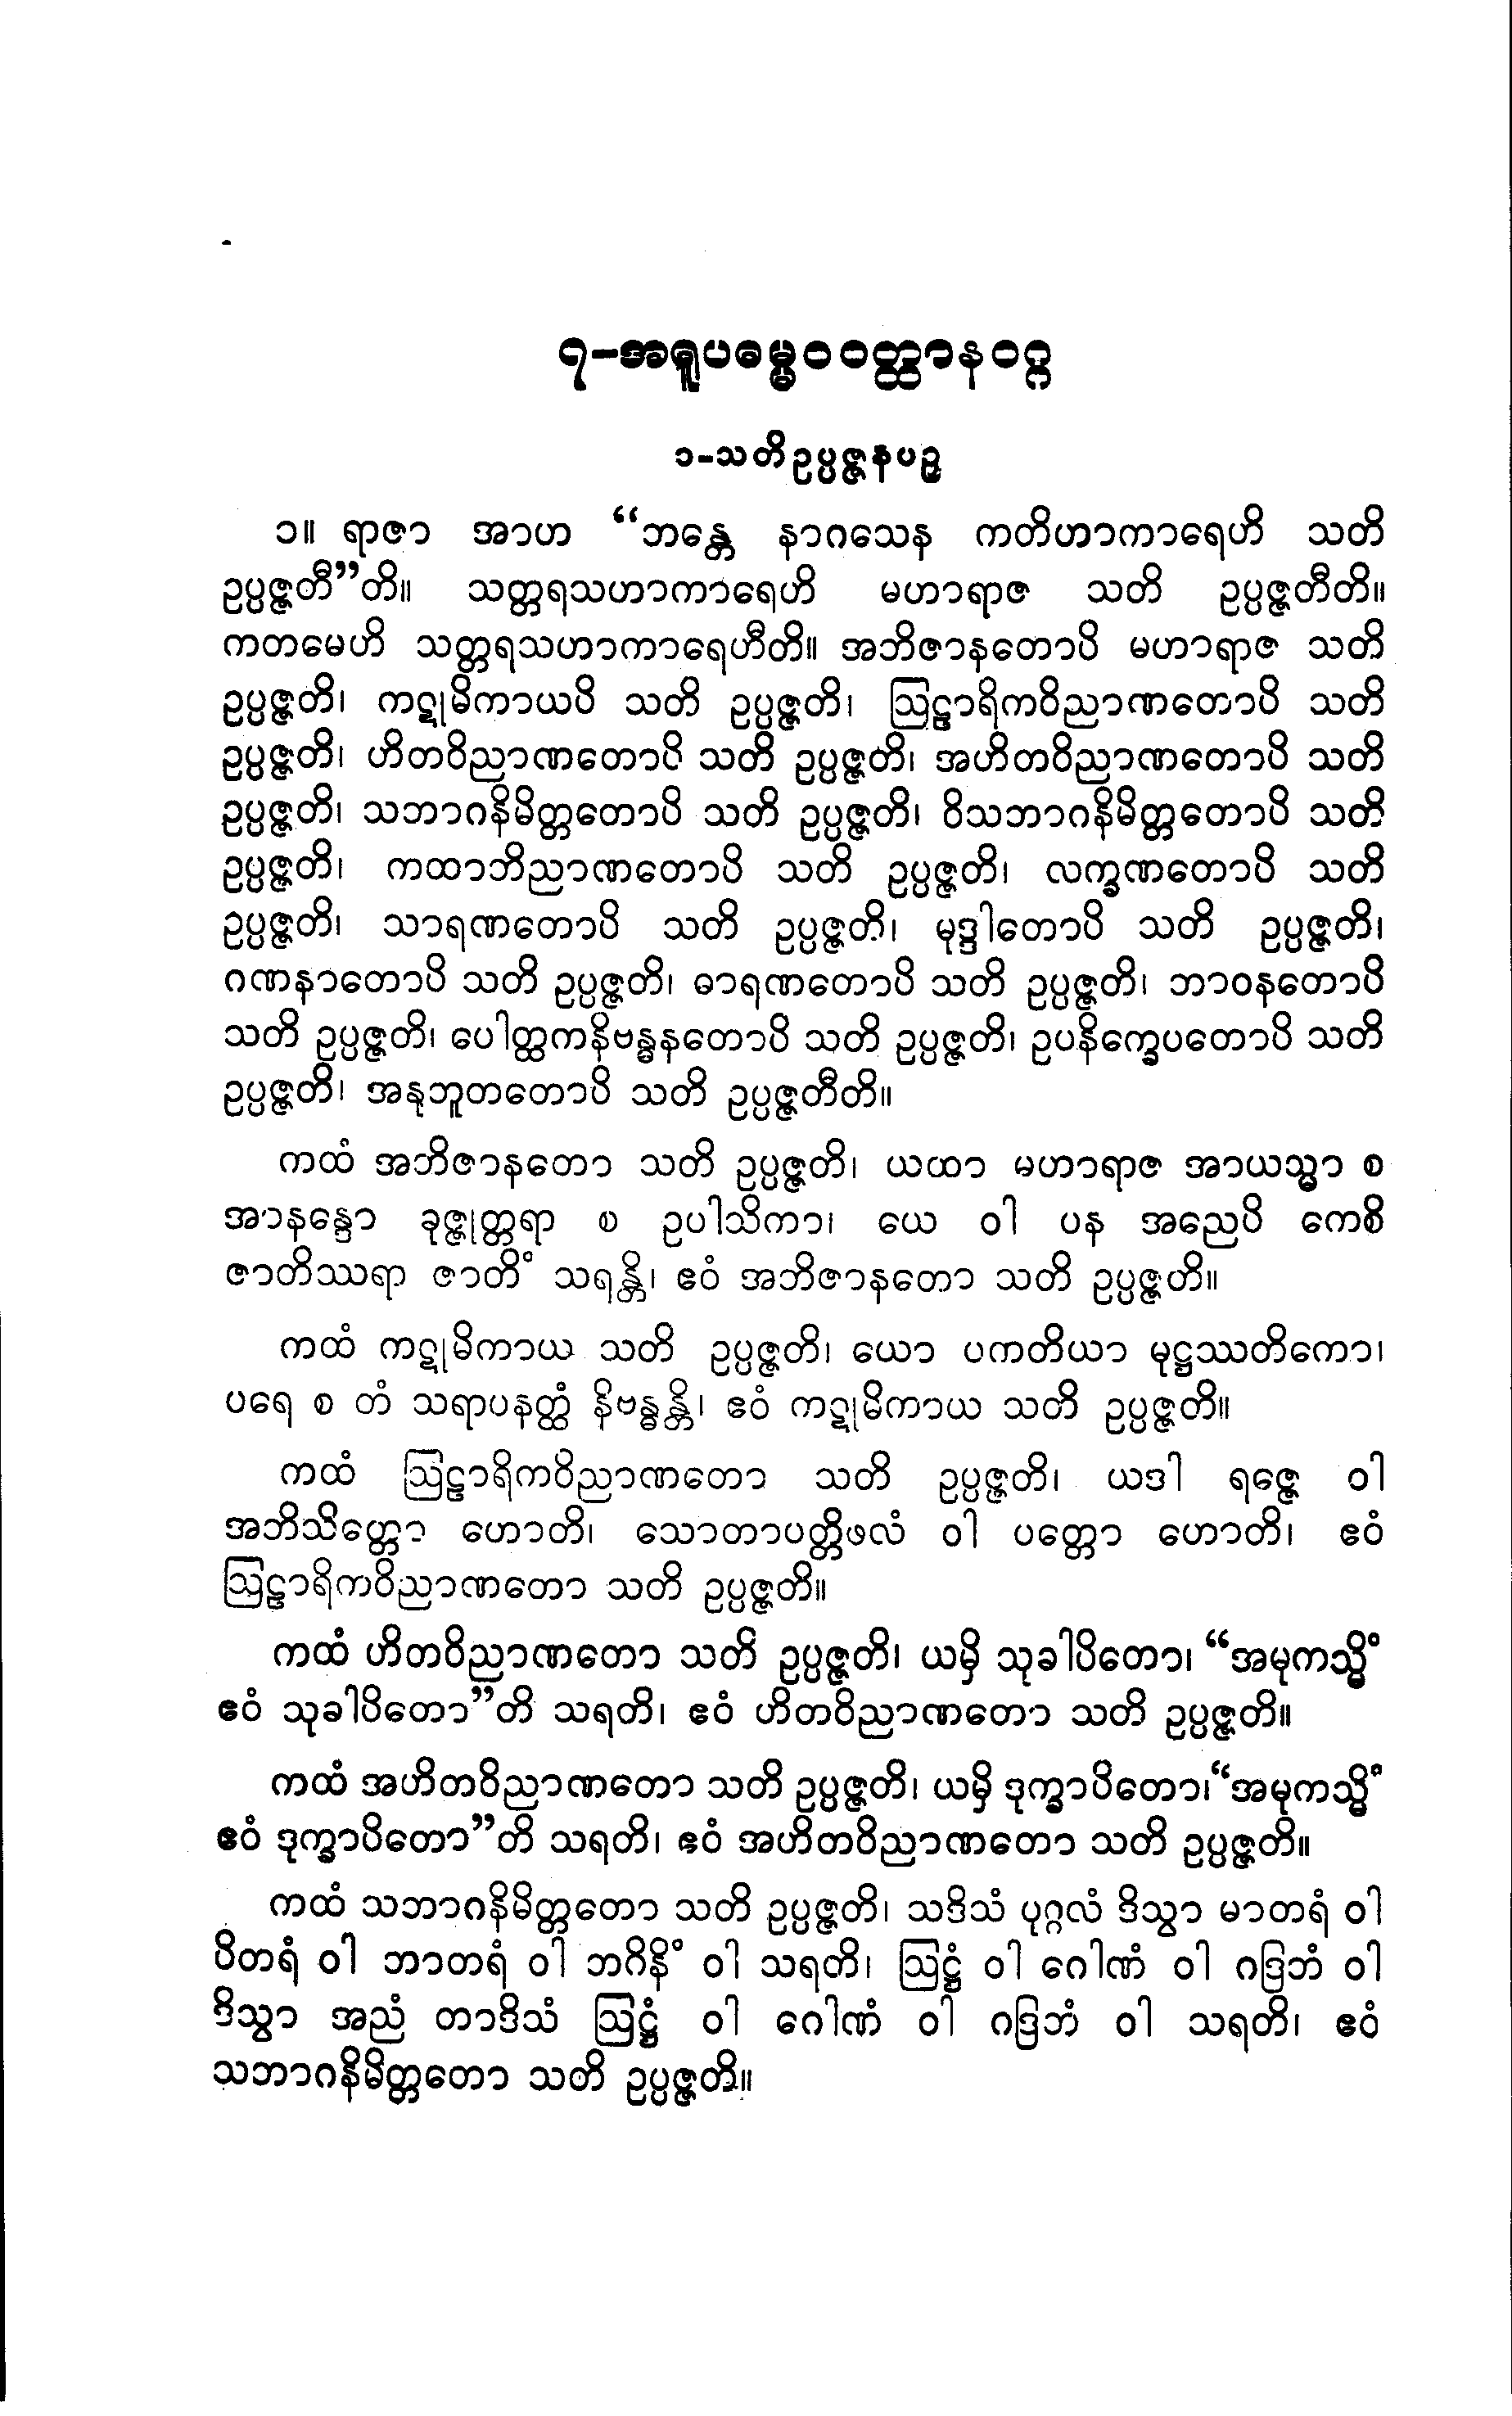 ၇-အရူပဓမ္မဝဝတ္ထာနဝဂ္ဂ
၁-သတိဥပ္ပဇ္ဇနပဉှ
၁။ ရာဇာ အာဟ “ဘန္တေ နာဂသေန ကတိဟာကာရေဟိ သတိ
ဥပ္ပဇ္ဇတီ”တိ။ သတ္တရသဟာကာရေဟိ မဟာရာဇ သတိ ဥပ္ပဇ္ဇတီတိ။
ကတမေဟိ သတ္တရသဟာကာရေဟီတိ။ အဘိဇာနတောပိ မဟာရာဇ သတိ
ဥပ္ပဇ္ဇတိ၊ ကဋုမိကာယပိ သတိ ဥပ္ပဇ္ဇတိ၊ ဩဠာရိကဝိညာဏတောပိ သတိ
ဥပ္ပဇ္ဇတိ၊ ဟိတဝိညာဏတောပိ သတိ ဥပ္ပဇ္ဇတိ၊ အဟိတဝိညာဏတောပိ သတိ
ဥပ္ပဇ္ဇတိ၊ သဘာဂနိမိတ္တတောပိ သတိ ဥပ္ပဇ္ဇတိ၊ ဝိသဘာဂနိမိတ္တတောပိ သတိ
ဥပ္ပဇ္ဇတိ၊ ကထာဘိညာဏတောပိ သတိ ဥပ္ပဇ္ဇတိ၊ လက္ခဏတောပိ သတိ
ဥပ္ပဇ္ဇတိ၊ သာရဏတောပိ သတိ ဥပ္ပဇ္ဇတိ၊ မုဒ္ဒါတောပိ သတိ ဥပ္ပဇ္ဇတိ၊
ဂဏနာတောပိ သတိ ဥပ္ပဇ္ဇတိ၊ ဓာရဏတောပိ သတိ ဥပ္ပဇ္ဇတိ၊ ဘာဝနတောပိ
သတိ ဥပ္ပဇ္ဇတိ၊ ပေါတ္ထကနိဗန္ဓနတောပိ သတိ ဥပ္ပဇ္ဇတိ၊ ဥပနိက္ခေပတောပိ သတိ
ဥပ္ပဇ္ဇတိ၊ အနုဘူတတောပိ သတိ ဥပ္ပဇ္ဇတီတိ။
ကထံ အဘိဇာနတော သတိ ဥပ္ပဇ္ဇတိ၊ ယထာ မဟာရာဇ အာယသ္မာ စ
အာနန္ဒော ခုဇ္ဇုတ္တရာ စ ဥပါသိကာ၊ ယေ ဝါ ပန အညေပိ ကေစိ
ဇာတိဿရာ ဇာတိံ သရန္တိ၊ ဧဝံ အဘိဇာနတော သတိ ဥပ္ပဇ္ဇတိ။
ကထံ ကဋုမိကာယ သတိ ဥပ္ပဇ္ဇတိ၊ ယော ပကတိယာ မုဋ္ဌဿတိကော၊
ပရေ စ တံ သရာပနတ္ထံ နိဗန္ဓန္တိ၊ ဧဝံ ကဋုမိကာယ သတိ ဥပ္ပဇ္ဇတိ။
ကထံ ဩဠာရိကဝိညာဏတော သတိ ဥပ္ပဇ္ဇတိ၊ ယဒါ ရဇ္ဇေ ဝါ
အဘိသိတ္တော ဟောတိ၊ သောတာပတ္တိဖလံ ဝါ ပတ္တော ဟောတိ၊ ဧဝံ
ဩဠာရိကဝိညာဏတော သတိ ဥပ္ပဇ္ဇတိ။
ကထံ ဟိတဝိညာဏတော သတိ ဥပ္ပဇ္ဇတိ၊ ယမှိ သုခါပိတော၊ “အမုကသ္မိံ
ဧဝံ သုခါပိတော”တိ သရတိ၊ ဧဝံ ဟိတဝိညာဏတော သတိ ဥပ္ပဇ္ဇတိ။
ကထံ အဟိတဝိညာဏတော သတိ ဥပ္ပဇ္ဇတိ၊ ယမှိ ဒုက္ခာပိတော၊“အမုကသ္မိံ
ဧဝံ ဒုက္ခာပိတော”တိ သရတိ၊ ဧဝံ အဟိတဝိညာဏတော သတိ ဥပ္ပဇ္ဇတိ။
ကထံ သဘာဂနိမိတ္တတော သတိ ဥပ္ပဇ္ဇတိ၊ သဒိသံ ပုဂ္ဂလံ ဒိသွာ မာတရံ ဝါ
ပိတရံ ဝါ ဘာတရံ ဝါ ဘဂိနိံ ဝါ သရတိ၊ ဩဋ္ဌံ ဝါ ဂေါဏံ ဝါ ဂဒြဘံ ဝါ
ဒိသွာ အညံ တာဒိသံ ဩဋ္ဌံ ဝါ ဂေါဏံ ဝါ ဂဒြဘံ ဝါ သရတိ၊ ဧဝံ
သဘာဂနိမိတ္တတော သတိ ဥပ္ပဇ္ဇတိ။